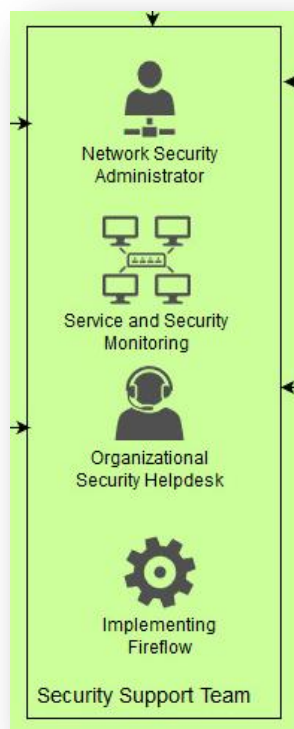 Network Security
Administrator
Service and Security
Monitoring
Organizational
Security Helpdesk
Implementing
Fireflow
Security Support Team